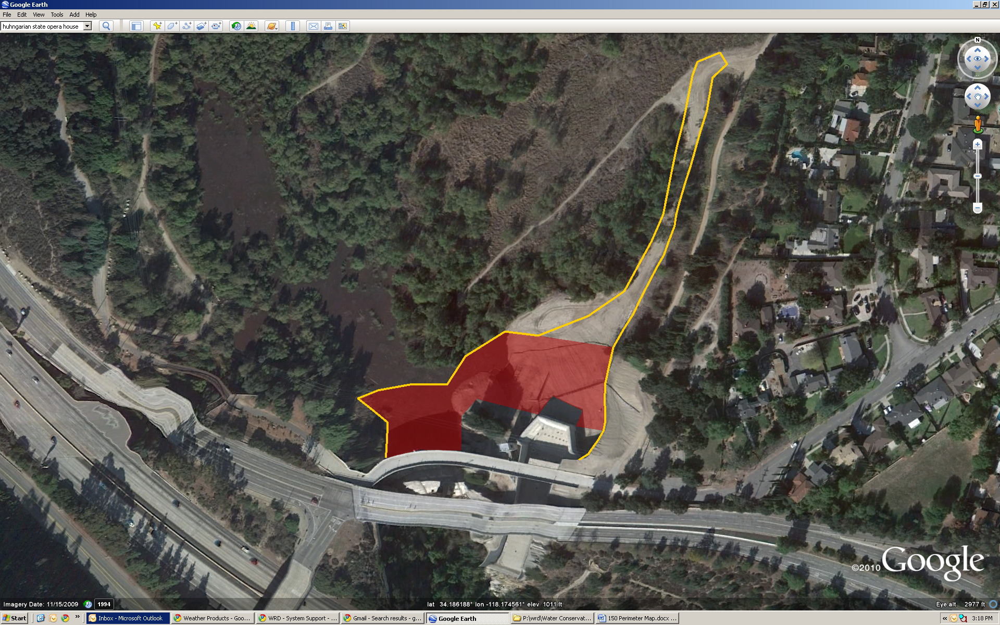 Google Earth
File Edit View Tools Add Help
huhngarian state opera house
N
©2010 Google™
Imagery Date: 11/15/2009 1994 lat 34.186188° lon -118.174561° elev 1011 ft Eye alt 2977 ft
Start » Inbox - Microsoft Outlook Weather Products - Goo... WRD - System Support - ... Gmail - Search results - g... Google Earth P:\wrd\Water Conservat... 150 Perimeter Map.docx ... « 3:18 PM